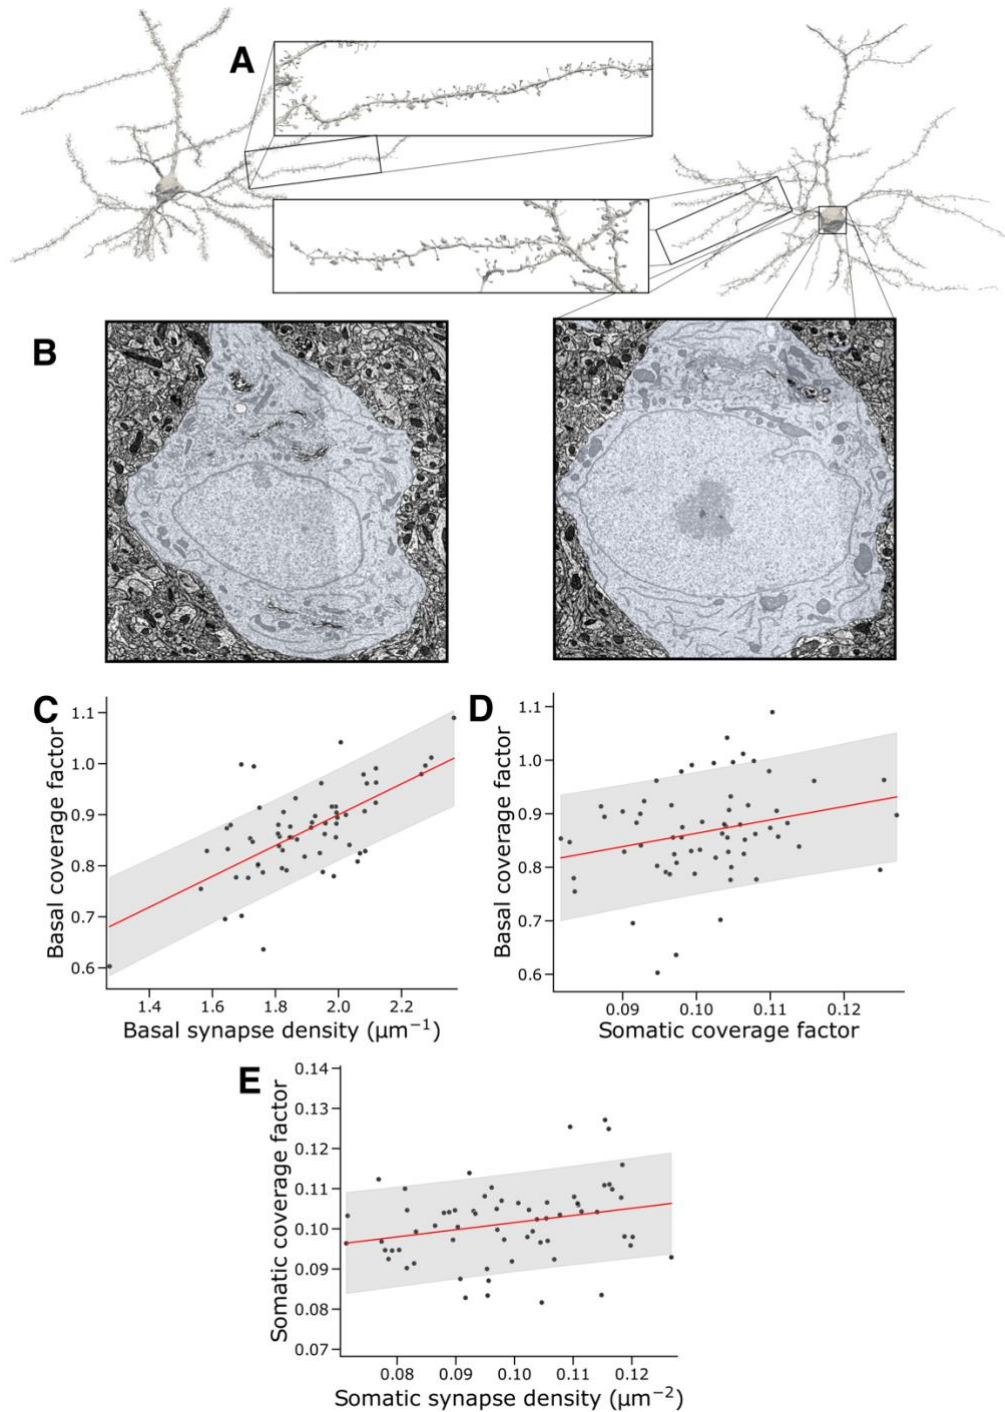 A
B
C
Basal coverage factor
1.1
1.0
0.9
0.8
0.7
0.6
1.4 1.6 1.8 2.0 2.2
Basal synapse density (μm⁻¹)
D
Basal coverage factor
1.1
1.0
0.9
0.8
0.7
0.6
0.09 0.10 0.11 0.12
Somatic coverage factor
E
Somatic coverage factor
0.14
0.13
0.12
0.11
0.10
0.09
0.08
0.07
0.08 0.09 0.10 0.11 0.12
Somatic synapse density (μm⁻²)